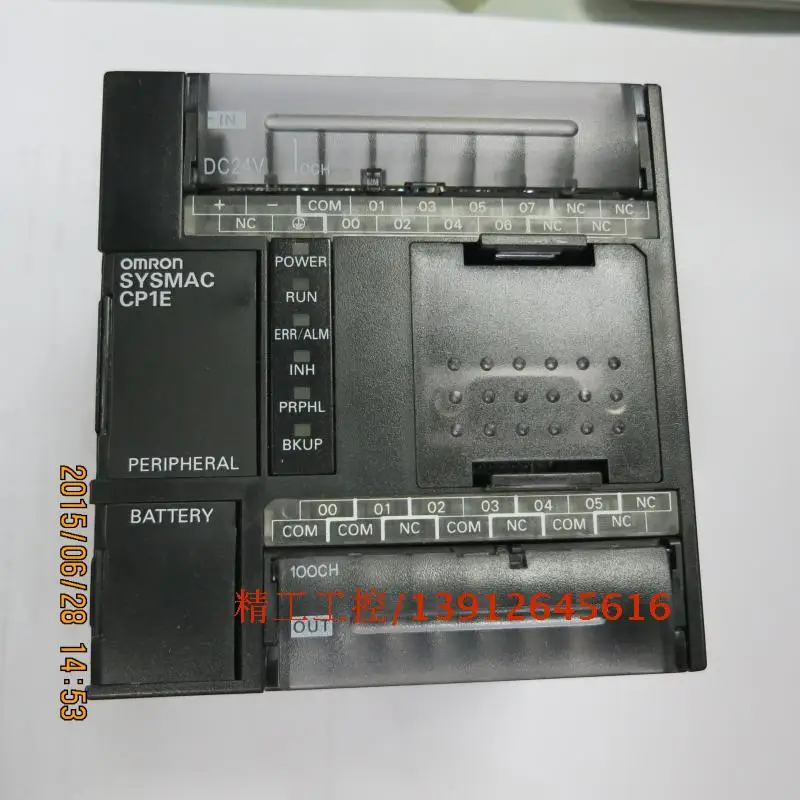 IN
DC24V 0CH
+ - COM 01 03 05 07 NC NC
NC 00 02 04 06 NC NC
OMRON
SYSMAC
CP1E
POWER
RUN
ERR/ALM
INH
PRPHL
BKUP
PERIPHERAL
BATTERY
00 01 02 03 04 05 NC
COM COM NC COM NC COM NC
100CH
OUT
精工工控/13912645616
2015/06/28 14:53